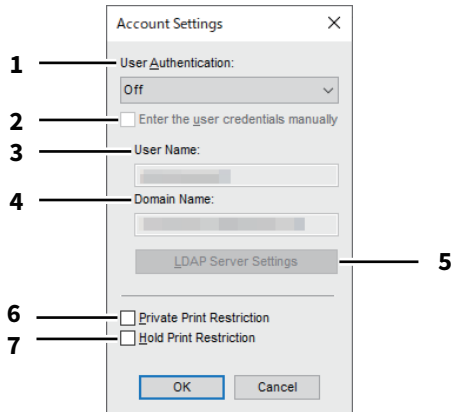 Account Settings
1
User Authentication:
Off
2
Enter the user credentials manually
3
User Name:
4
Domain Name:
LDAP Server Settings
5
6
Private Print Restriction
7
Hold Print Restriction
OK
Cancel